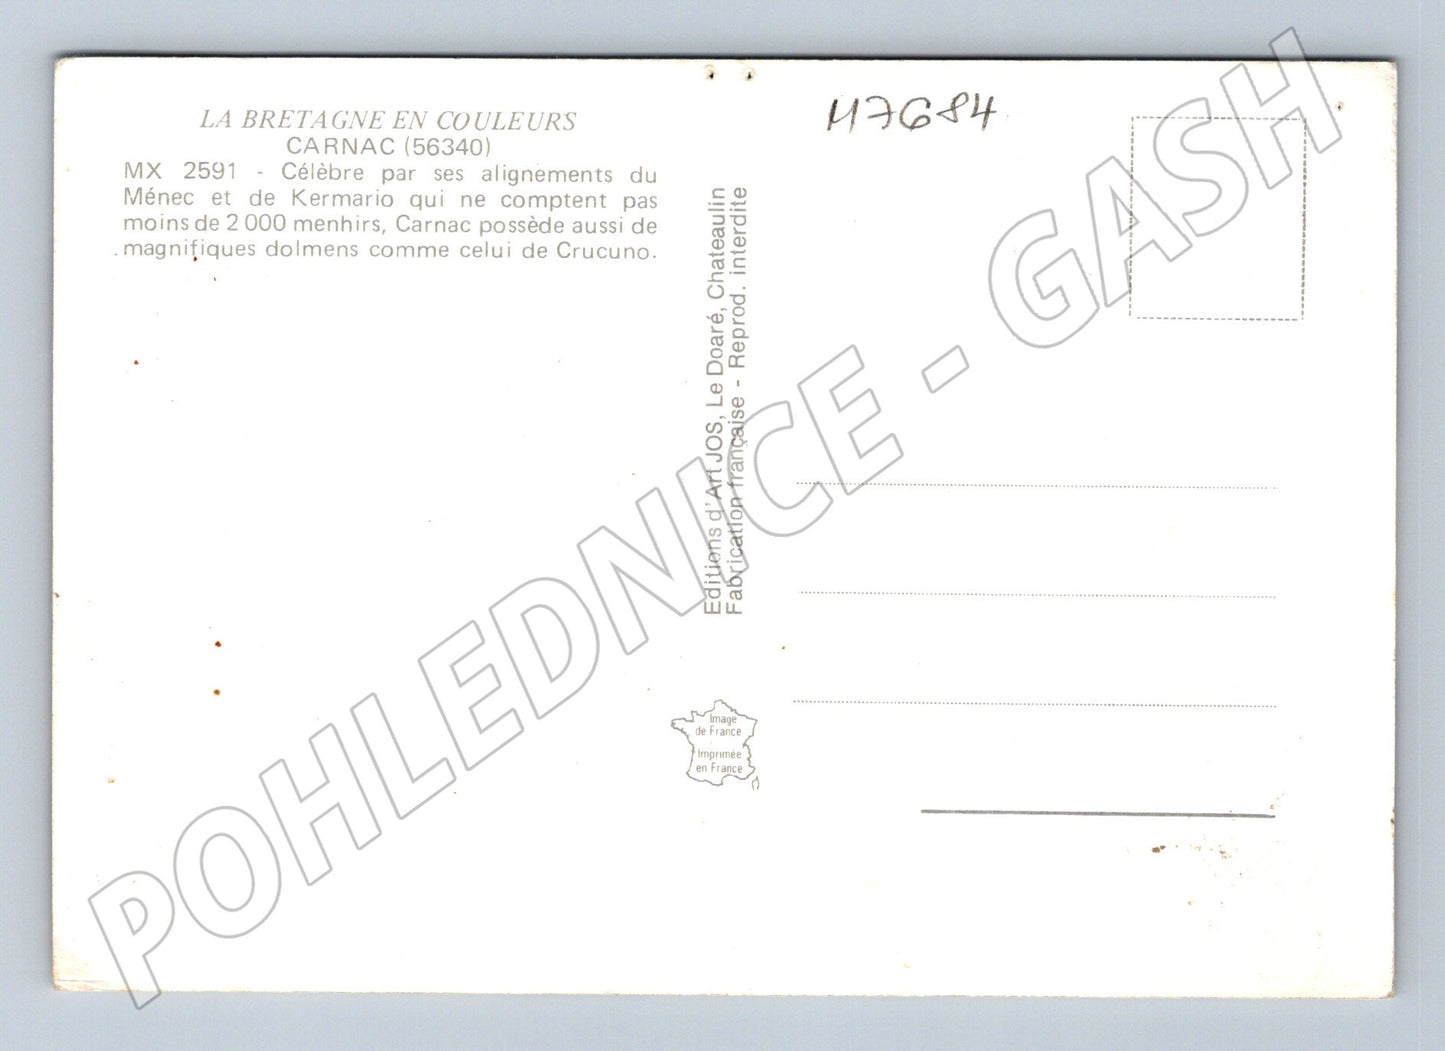 LA BRETAGNE EN COULEURS
CARNAC (56340)
MX 2591 - Célèbre par ses alignements du
Ménec et de Kermario qui ne comptent pas
moins de 2 000 menhirs, Carnac possède aussi de
magnifiques dolmens comme celui de Crucuno.
Editions d'Art JOS, Le Doaré, Chateaulin
Fabrication française - Reprod. interdite
M7684
Image
de France
Imprimée
en France
POHLEDNICE - GASH